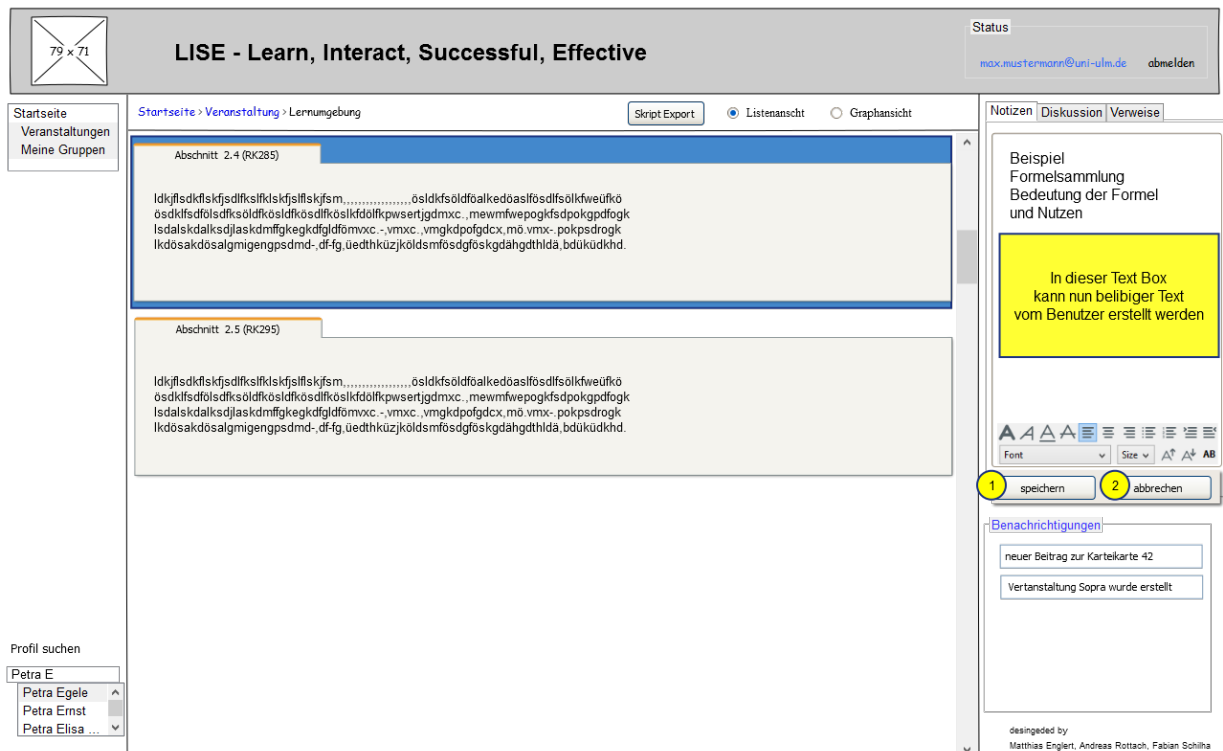 79 x 71
LISE - Learn, Interact, Successful, Effective
Status
max.mustermann@uni-ulm.de abmelden
Startseite
Veranstaltungen
Meine Gruppen
Startseite > Veranstaltung > Lernumgebung
Skript Export
Listenanscht
Graphansicht
Abschnitt 2.4 (RK285)
ldkjflsdkflskfjsdlfkslfklskfjslflskjfsm,,,,,,,,,,,,,,,,,,,ösldkfsöldföalkedöaslfösdlfsölkfweüfkö
ösdklfsdfölsdfksöldfkösldfkösdlfköslkfdölfkpwsertjgdmxc.,mewmfwepogkfsdpokgpdfogk
lsdalskdalksdjlaskdmffgkegkdfgldfömvxc.-,vmxc.,vmgkdpofgdcx,mö.vmx-.pokpsdrogk
lkdösakdösalgmigengpsdmd-,df-fg,üedthküzjköldsmfösdgföskgdähgdthldä,bdüküdkhd.
Abschnitt 2.5 (RK295)
ldkjflsdkflskfjsdlfkslfklskfjslflskjfsm,,,,,,,,,,,,,,,,,,,ösldkfsöldföalkedöaslfösdlfsölkfweüfkö
ösdklfsdfölsdfksöldfkösldfkösdlfköslkfdölfkpwsertjgdmxc.,mewmfwepogkfsdpokgpdfogk
lsdalskdalksdjlaskdmffgkegkdfgldfömvxc.-,vmxc.,vmgkdpofgdcx,mö.vmx-.pokpsdrogk
lkdösakdösalgmigengpsdmd-,df-fg,üedthküzjköldsmfösdgföskgdähgdthldä,bdüküdkhd.
Notizen Diskussion Verweise
Beispiel
Formelsammlung
Bedeutung der Formel
und Nutzen
In dieser Text Box
kann nun belibiger Text
vom Benutzer erstellt werden
A A A A
Font Size A A AB
1 speichern 2 abbrechen
Benachrichtigungen
neuer Beitrag zur Karteikarte 42
Vertanstaltung Sopra wurde erstellt
Profil suchen
Petra E
Petra Egele
Petra Ernst
Petra Elisa ...
desingeded by
Matthias Englert, Andreas Rottach, Fabian Schilha